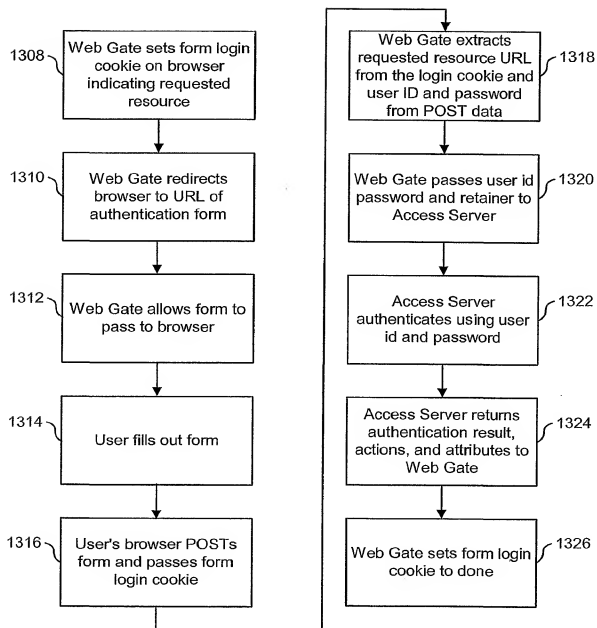 1308
Web Gate sets form login
cookie on browser
indicating requested
resource
1310
Web Gate redirects
browser to URL of
authentication form
1312
Web Gate allows form to
pass to browser
1314
User fills out form
1316
User's browser POSTs
form and passes form
login cookie
Web Gate extracts
requested resource URL
from the login cookie and
user ID and password
from POST data
1318
Web Gate passes user id
password and retainer to
Access Server
1320
Access Server
authenticates using user
id and password
1322
Access Server returns
authentication result,
actions, and attributes to
Web Gate
1324
Web Gate sets form login
cookie to done
1326